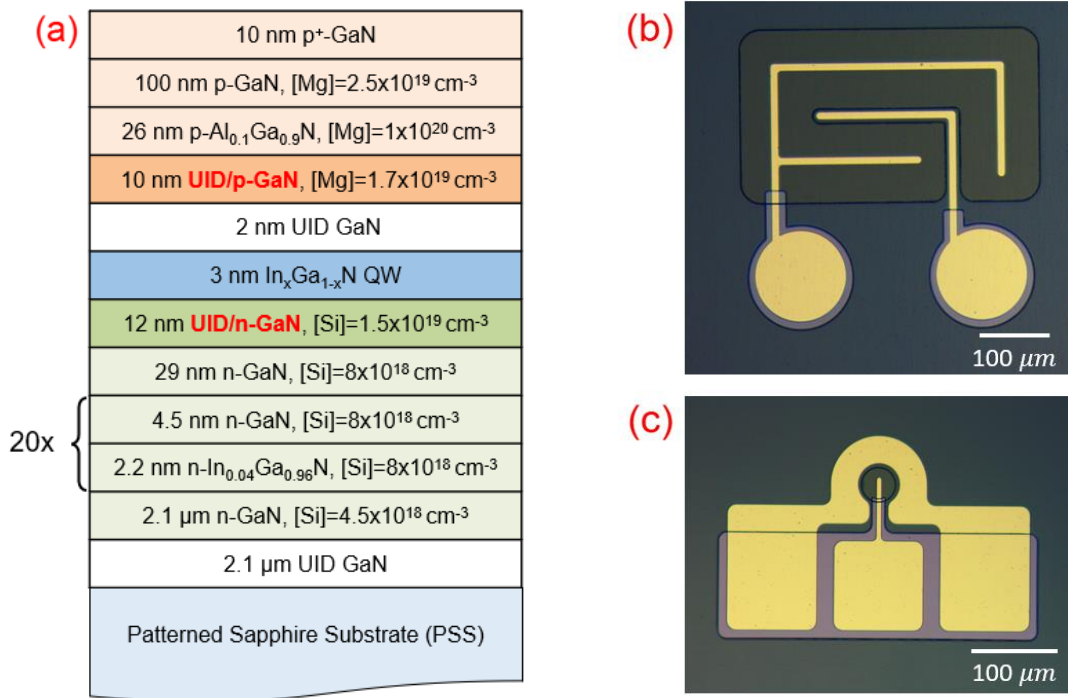 (a)
10 nm p⁺-GaN
100 nm p-GaN, [Mg]=2.5x10¹⁹ cm⁻³
26 nm p-Al₀.₁Ga₀.₉N, [Mg]=1x10²⁰ cm⁻³
10 nm UID/p-GaN, [Mg]=1.7x10¹⁹ cm⁻³
2 nm UID GaN
3 nm InₓGa₁₋ₓN QW
12 nm UID/n-GaN, [Si]=1.5x10¹⁹ cm⁻³
29 nm n-GaN, [Si]=8x10¹⁸ cm⁻³
20x
4.5 nm n-GaN, [Si]=8x10¹⁸ cm⁻³
2.2 nm n-In₀.₀₄Ga₀.₉₆N, [Si]=8x10¹⁸ cm⁻³
2.1 µm n-GaN, [Si]=4.5x10¹⁸ cm⁻³
2.1 µm UID GaN
Patterned Sapphire Substrate (PSS)
(b)
100 µm
(c)
100 µm